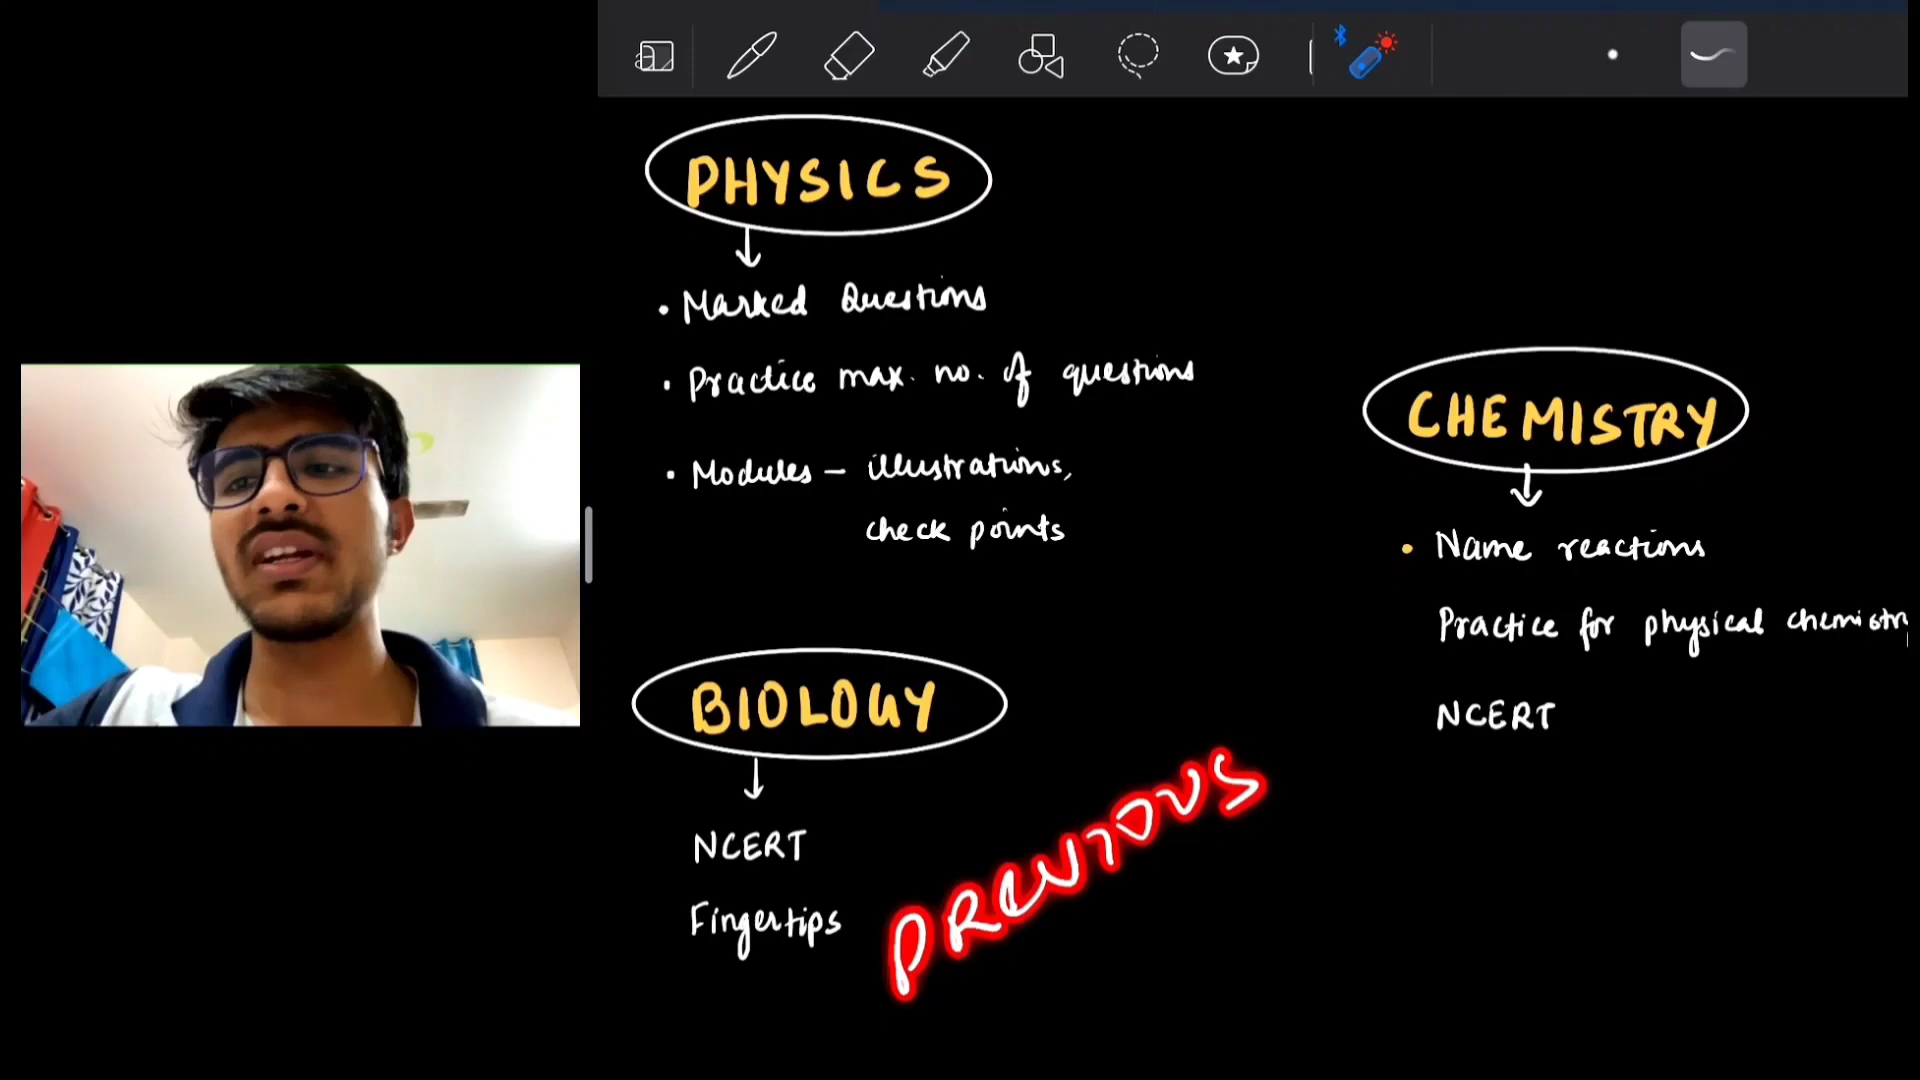 PHYSICS
• Marked Questions
• Practice max. no. of questions
• Modules – illustrations,
check points
CHEMISTRY
• Name reactions
Practice for physical chemistry
NCERT
BIOLOGY
NCERT
Fingertips
PREVIOUS